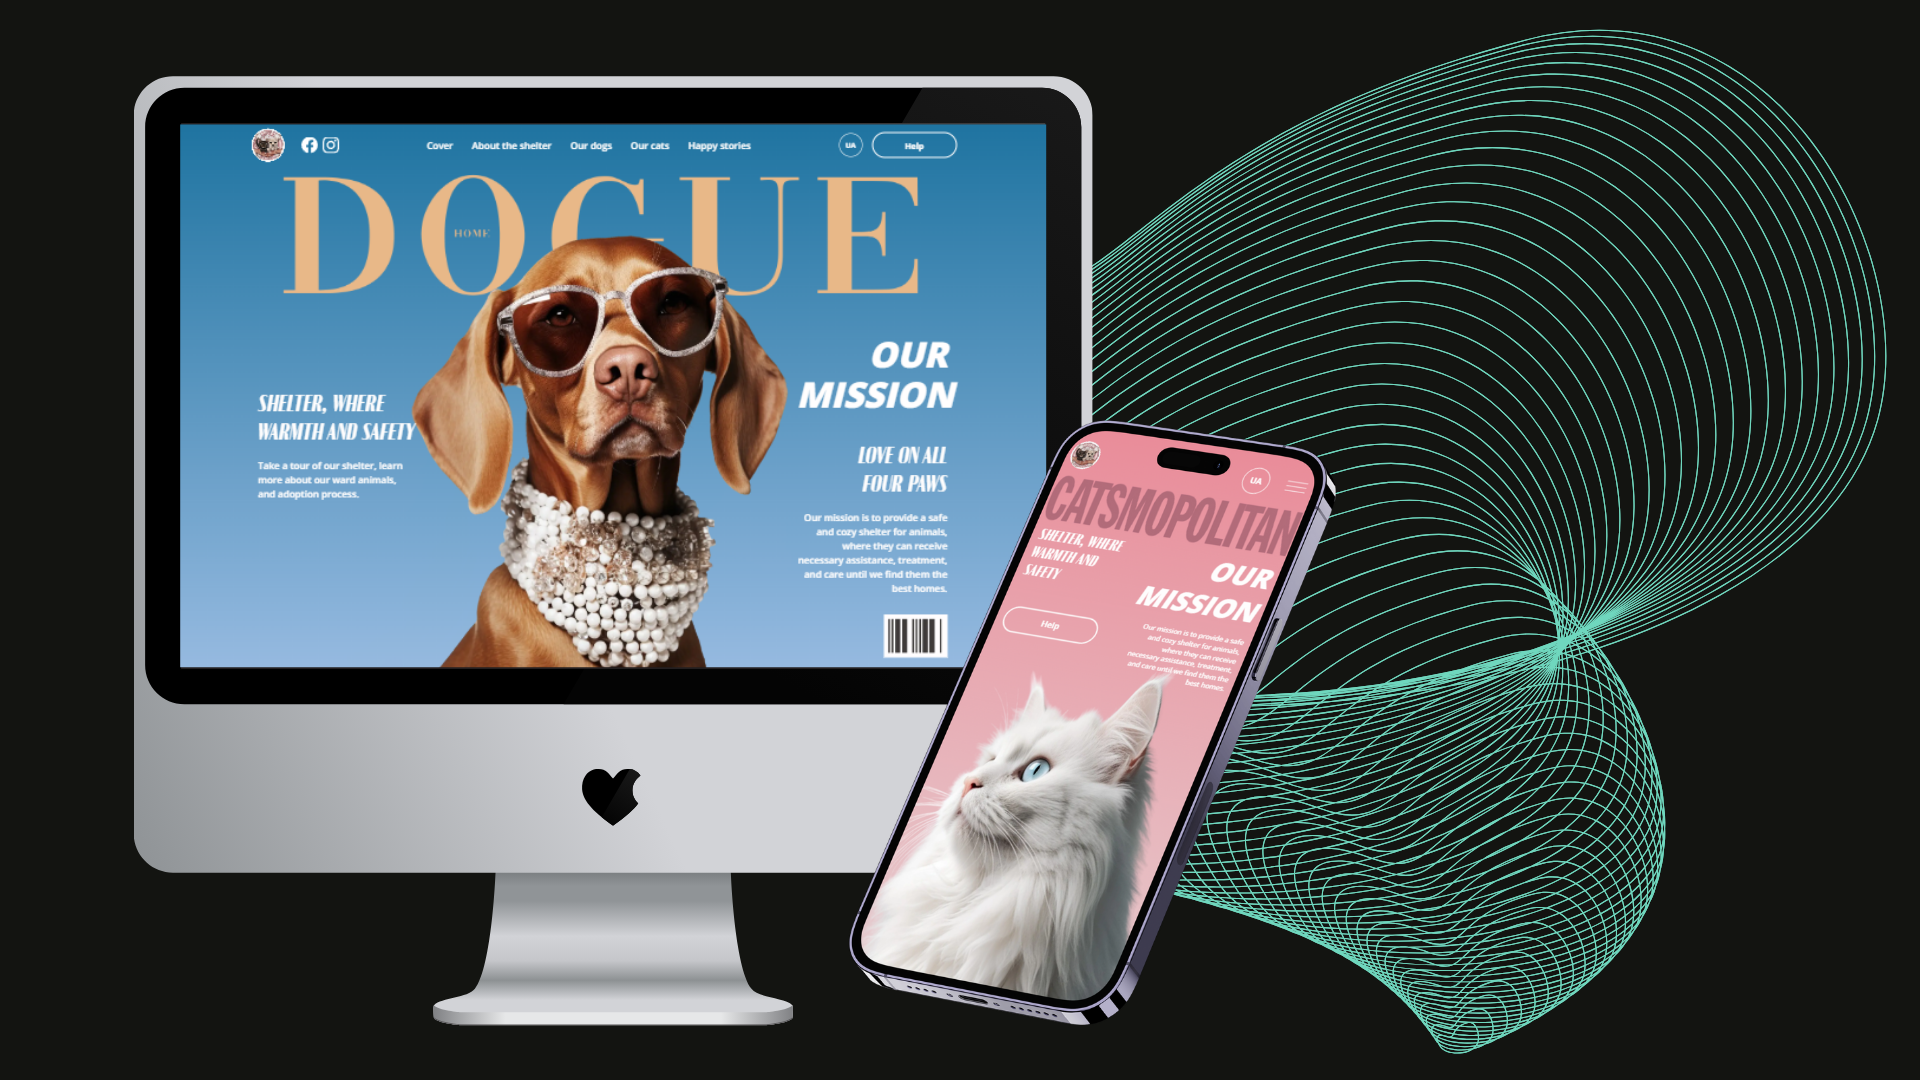 Cover About the shelter Our dogs Our cats Happy stories
UA
Help
DOGUE
HOME
OUR
MISSION
SHELTER, WHERE
WARMTH AND SAFETY
Take a tour of our shelter, learn
more about our ward animals,
and adoption process.
LOVE ON ALL
FOUR PAWS
Our mission is to provide a safe
and cozy shelter for animals,
where they can receive
necessary assistance, treatment,
and care until we find them the
best homes.
UA
CATSMOPOLITAN
SHELTER, WHERE
WARMTH AND
SAFETY
OUR
MISSION
Help
Our mission is to provide a safe
and cozy shelter for animals,
where they can receive
necessary assistance, treatment,
and care until we find them the
best homes.